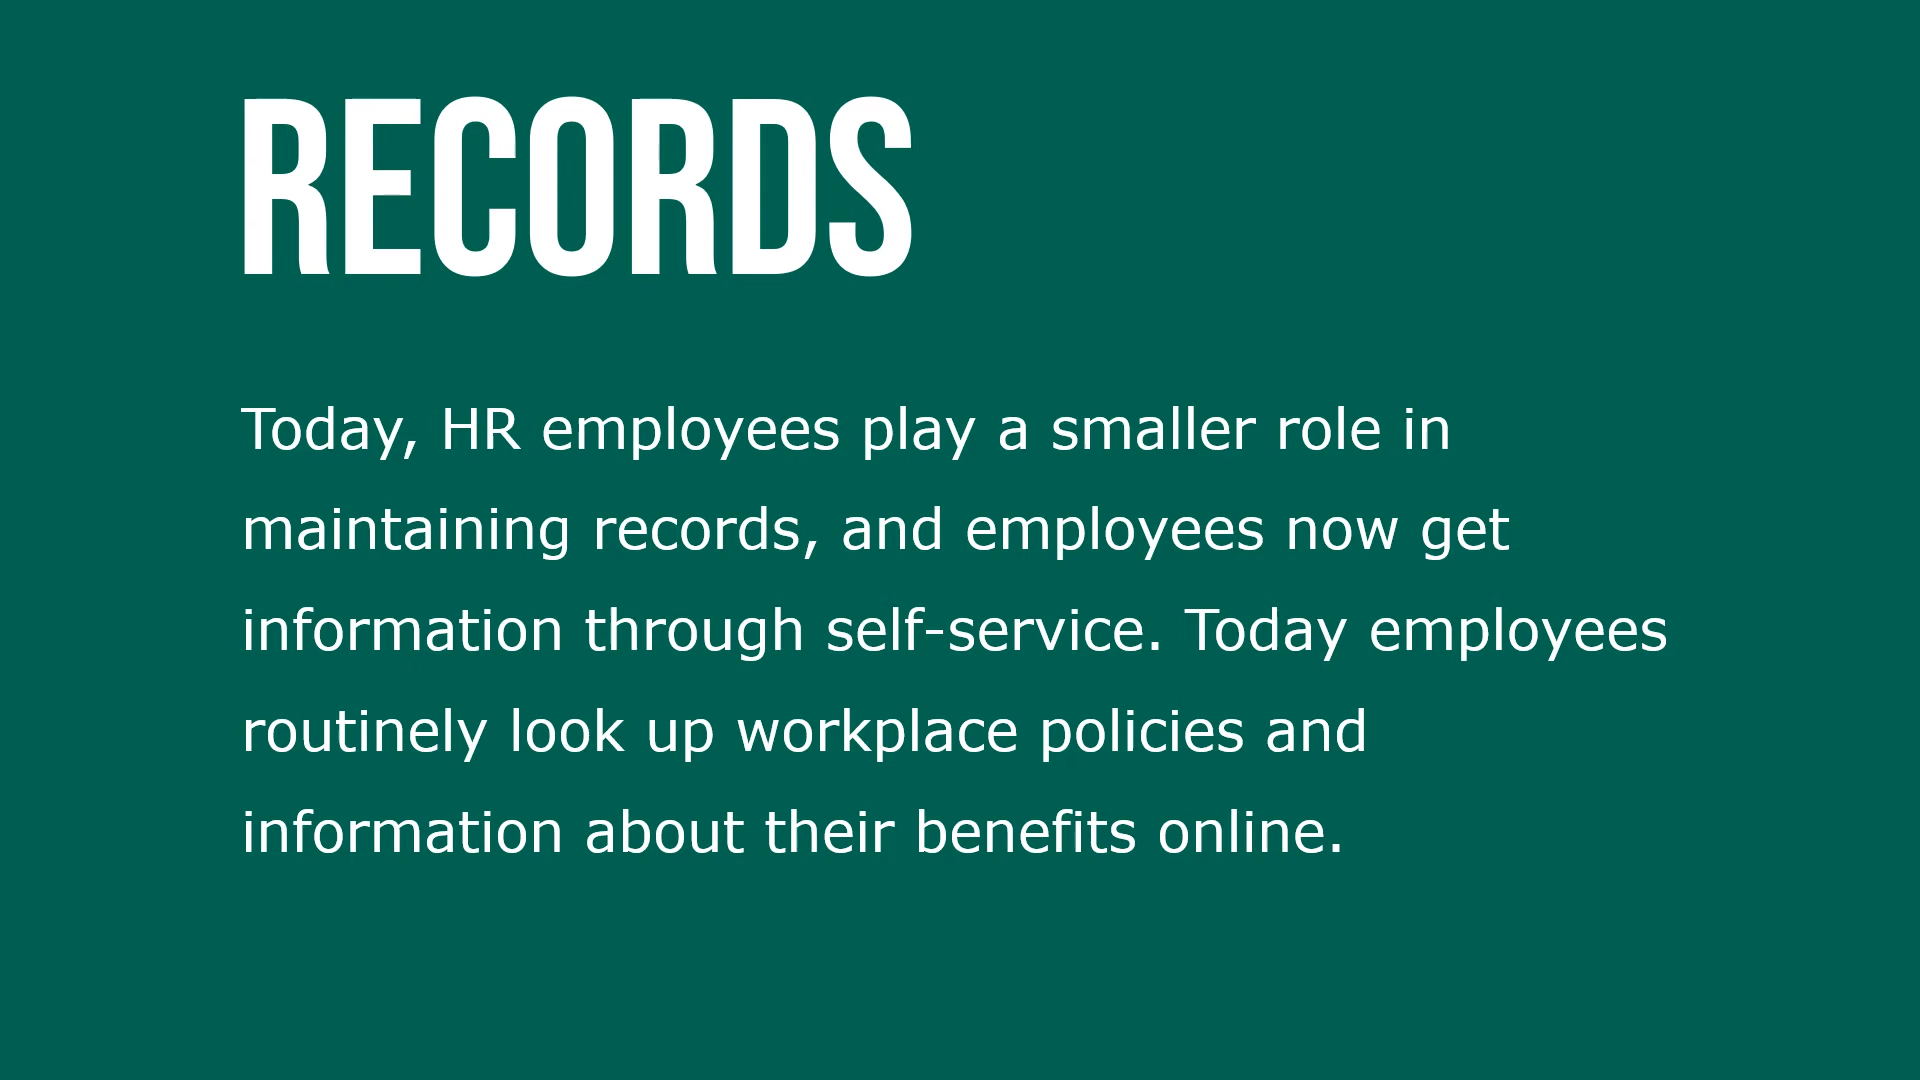 RECORDS
Today, HR employees play a smaller role in
maintaining records, and employees now get
information through self-service. Today employees
routinely look up workplace policies and
information about their benefits online.